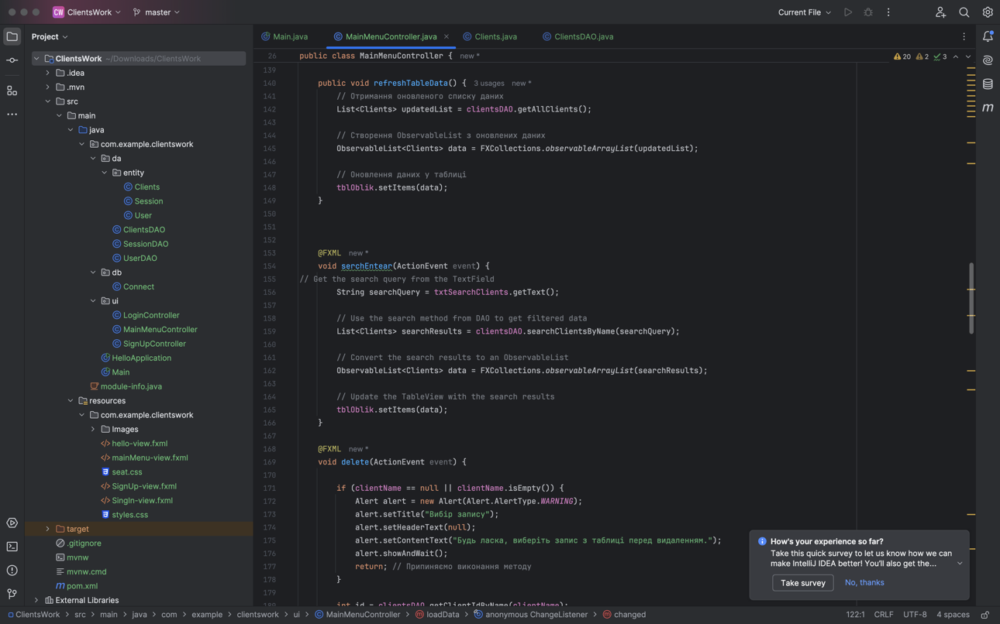 CW ClientsWork master Current File
Project
ClientsWork ~/Downloads/ClientsWork
.idea
.mvn
src
main
java
com.example.clientswork
da
entity
Clients
Session
User
ClientsDAO
SessionDAO
UserDAO
db
Connect
ui
LoginController
MainMenuController
SignUpController
HelloApplication
Main
module-info.java
resources
com.example.clientswork
Images
hello-view.fxml
mainMenu-view.fxml
seat.css
SignUp-view.fxml
SingIn-view.fxml
styles.css
target
.gitignore
mvnw
mvnw.cmd
pom.xml
External Libraries
Main.java MainMenuController.java Clients.java ClientsDAO.java
26 public class MainMenuController { new *
20 2 3
139
140 public void refreshTableData() { 3 usages new *
141 // Отримання оновленого списку даних
142 List<Clients> updatedList = clientsDAO.getAllClients();
143
144 // Створення ObservableList з оновлених даних
145 ObservableList<Clients> data = FXCollections.observableArrayList(updatedList);
146
147 // Оновлення даних у таблиці
148 tblOblik.setItems(data);
149 }
150
151
152
153 @FXML new *
154 void serchEntear(ActionEvent event) {
155 // Get the search query from the TextField
156 String searchQuery = txtSearchClients.getText();
157
158 // Use the search method from DAO to get filtered data
159 List<Clients> searchResults = clientsDAO.searchClientsByName(searchQuery);
160
161 // Convert the search results to an ObservableList
162 ObservableList<Clients> data = FXCollections.observableArrayList(searchResults);
163
164 // Update the TableView with the search results
165 tblOblik.setItems(data);
166 }
167
168 @FXML new *
169 void delete(ActionEvent event) {
170
171 if (clientName == null || clientName.isEmpty()) {
172 Alert alert = new Alert(Alert.AlertType.WARNING);
173 alert.setTitle("Вибір запису");
174 alert.setHeaderText(null);
175 alert.setContentText("Будь ласка, виберіть запис з таблиці перед видаленням.");
176 alert.showAndWait();
177 return; // Припиняємо виконання методу
178 }
179
180 int id = clientsDAO.getClientIdByName(clientName);
How's your experience so far?
Take this quick survey to let us know how we can
make IntelliJ IDEA better! You'll also get the...
Take survey No, thanks
ClientsWork > src > main > java > com > example > clientswork > ui > MainMenuController > loadData > anonymous ChangeListener > changed
122:1 CRLF UTF-8 4 spaces